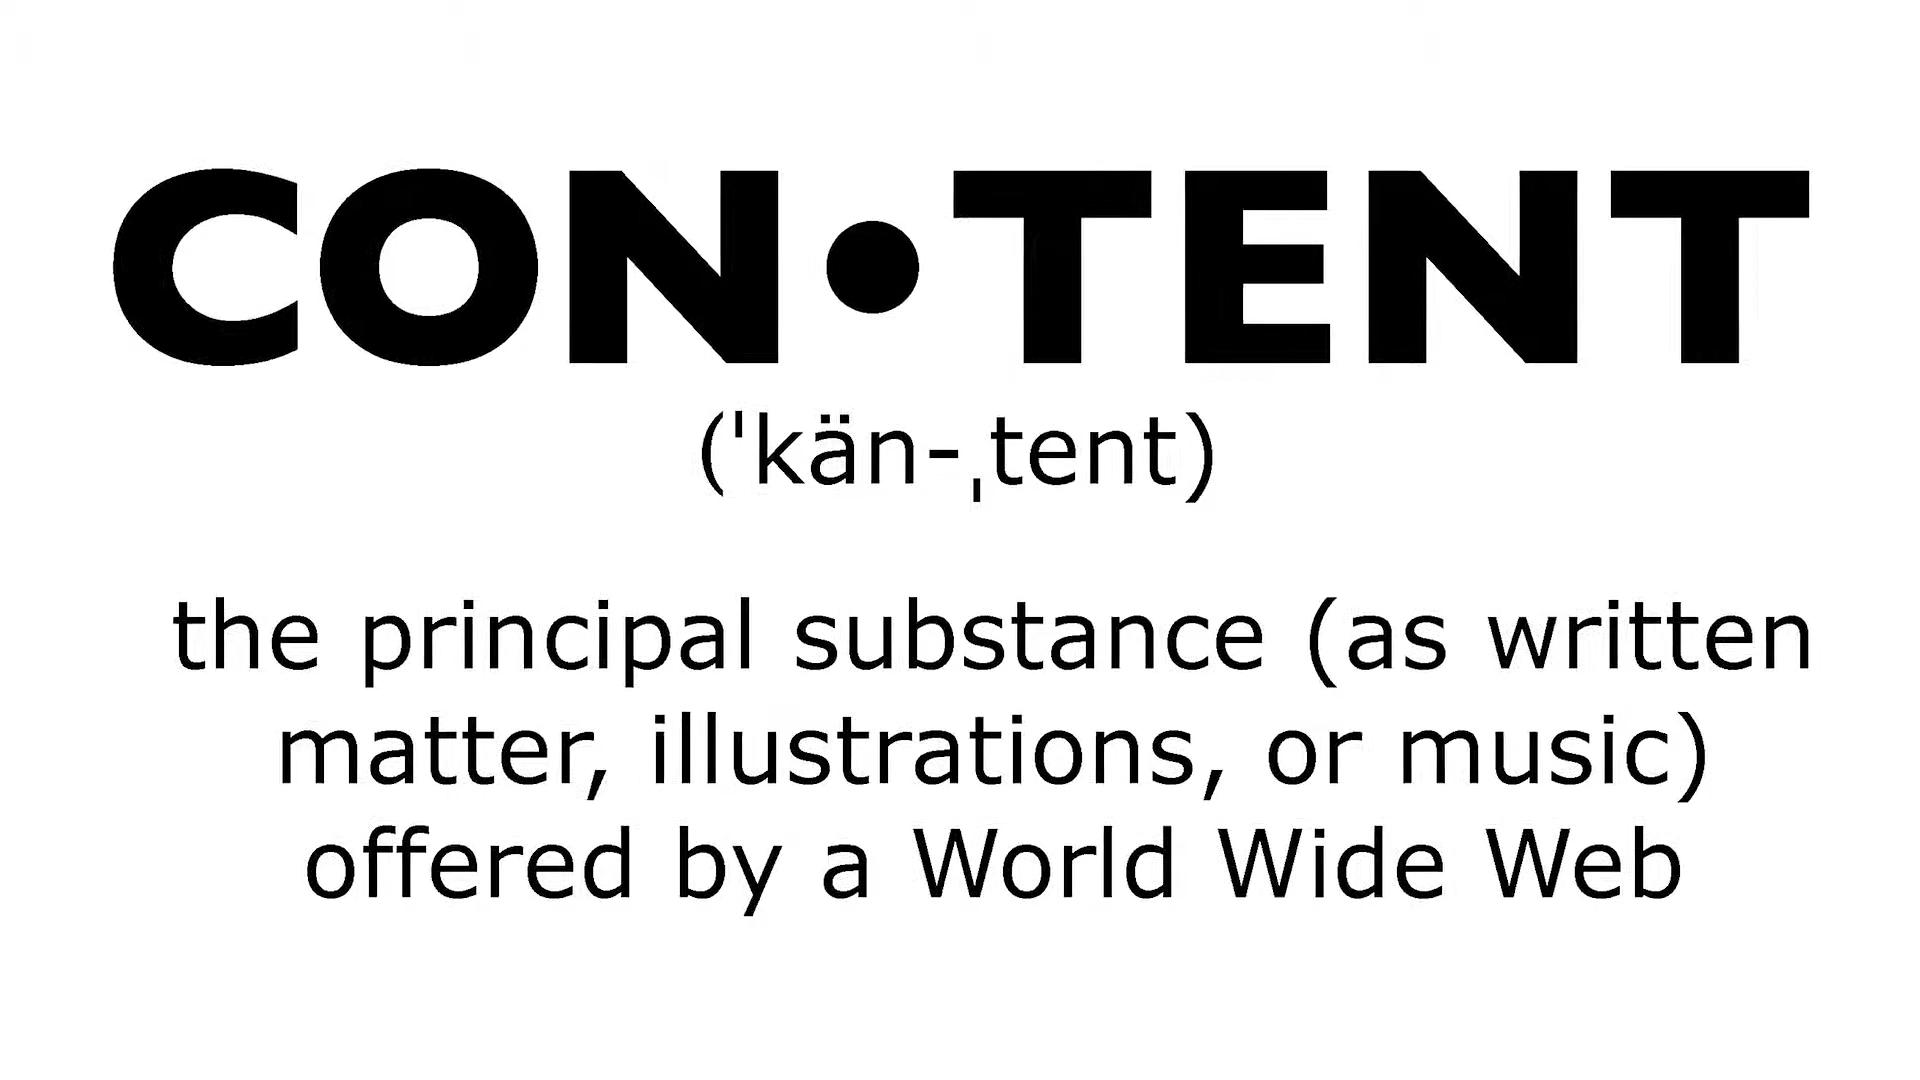 CON•TENT
(ˈkän-ˌtent)
the principal substance (as written
matter, illustrations, or music)
offered by a World Wide Web